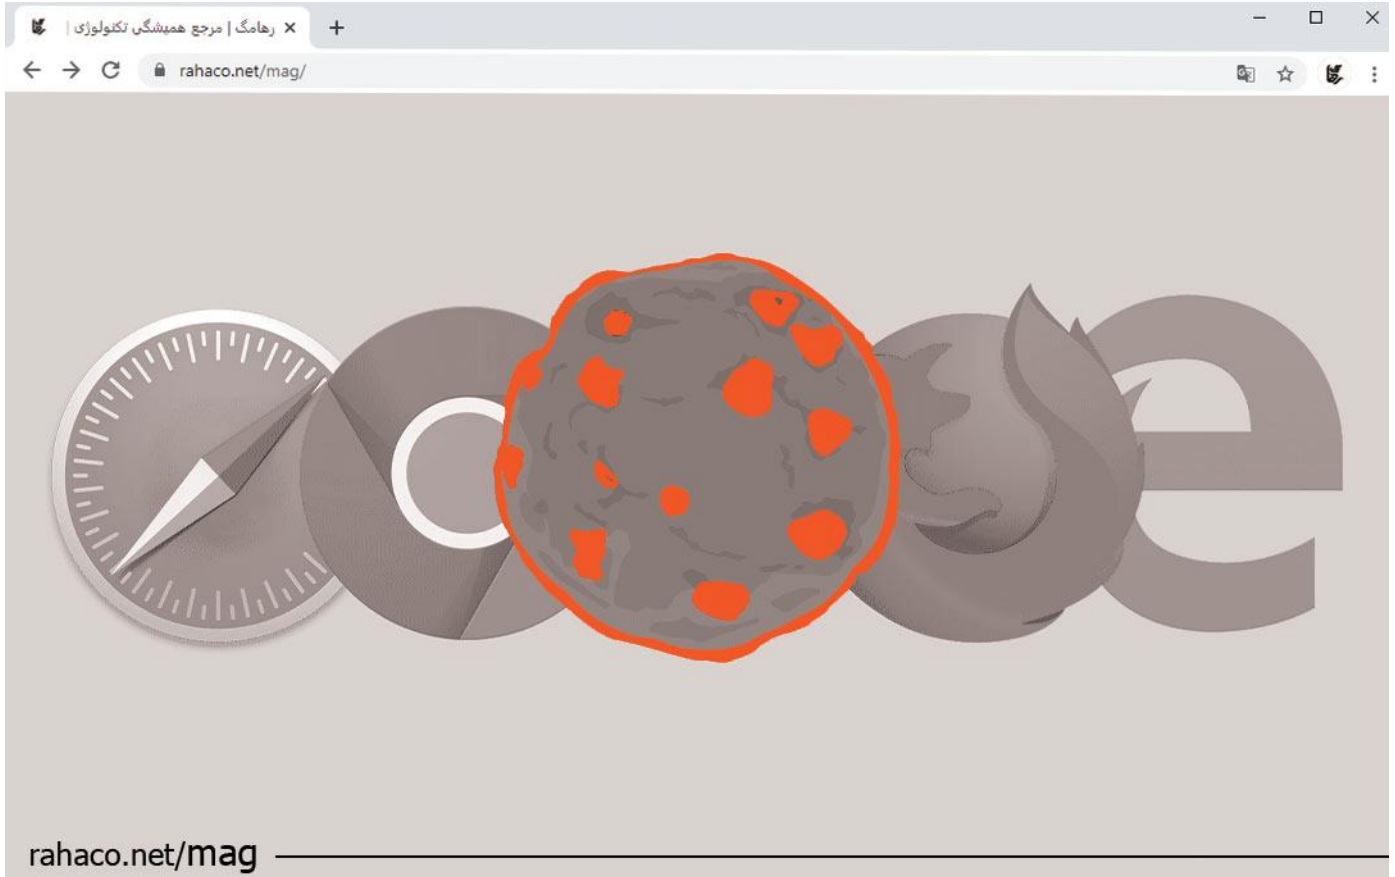 رهامگ | مرجع همیشگی تکنولوژی |
rahaco.net/mag/
rahaco.net/mag